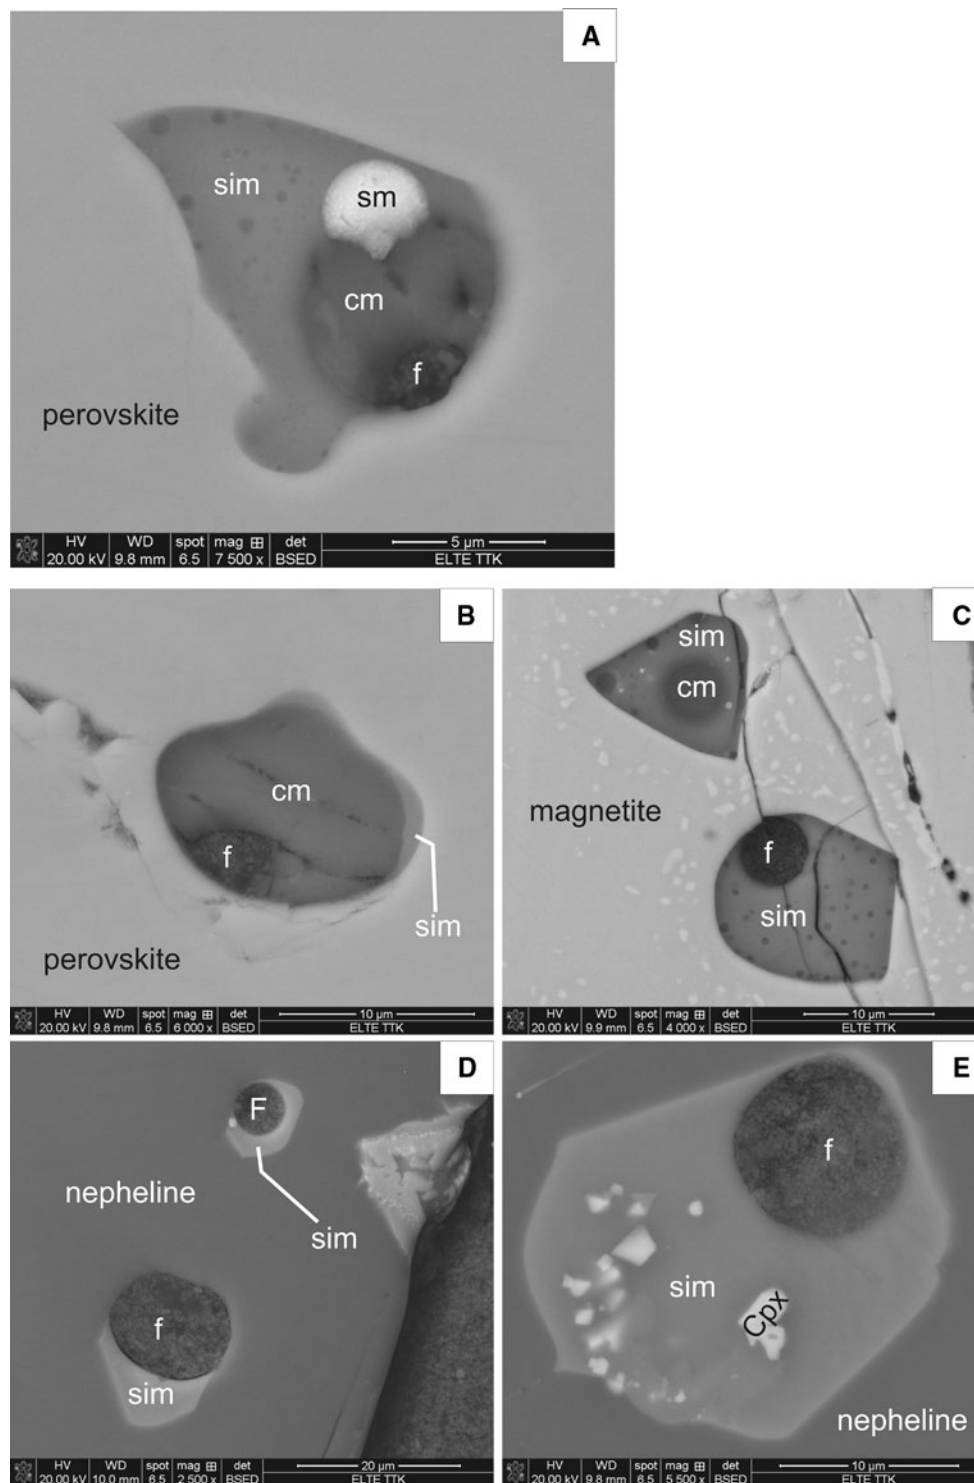 A
sim
sm
cm
f
perovskite
HV WD spot mag ⊞ det 5 µm
20.00 kV 9.8 mm 6.5 7 500 x BSED ELTE TTK
B
cm
f
sim
perovskite
HV WD spot mag ⊞ det 10 µm
20.00 kV 9.8 mm 6.5 6 000 x BSED ELTE TTK
C
sim
cm
magnetite
f
sim
HV WD spot mag ⊞ det 10 µm
20.00 kV 9.9 mm 6.5 4 000 x BSED ELTE TTK
D
F
nepheline
sim
f
sim
HV WD spot mag ⊞ det 20 µm
20.00 kV 10.0 mm 6.5 2 500 x BSED ELTE TTK
E
f
sim
Cpx
nepheline
HV WD spot mag ⊞ det 10 µm
20.00 kV 9.8 mm 6.5 5 500 x BSED ELTE TTK